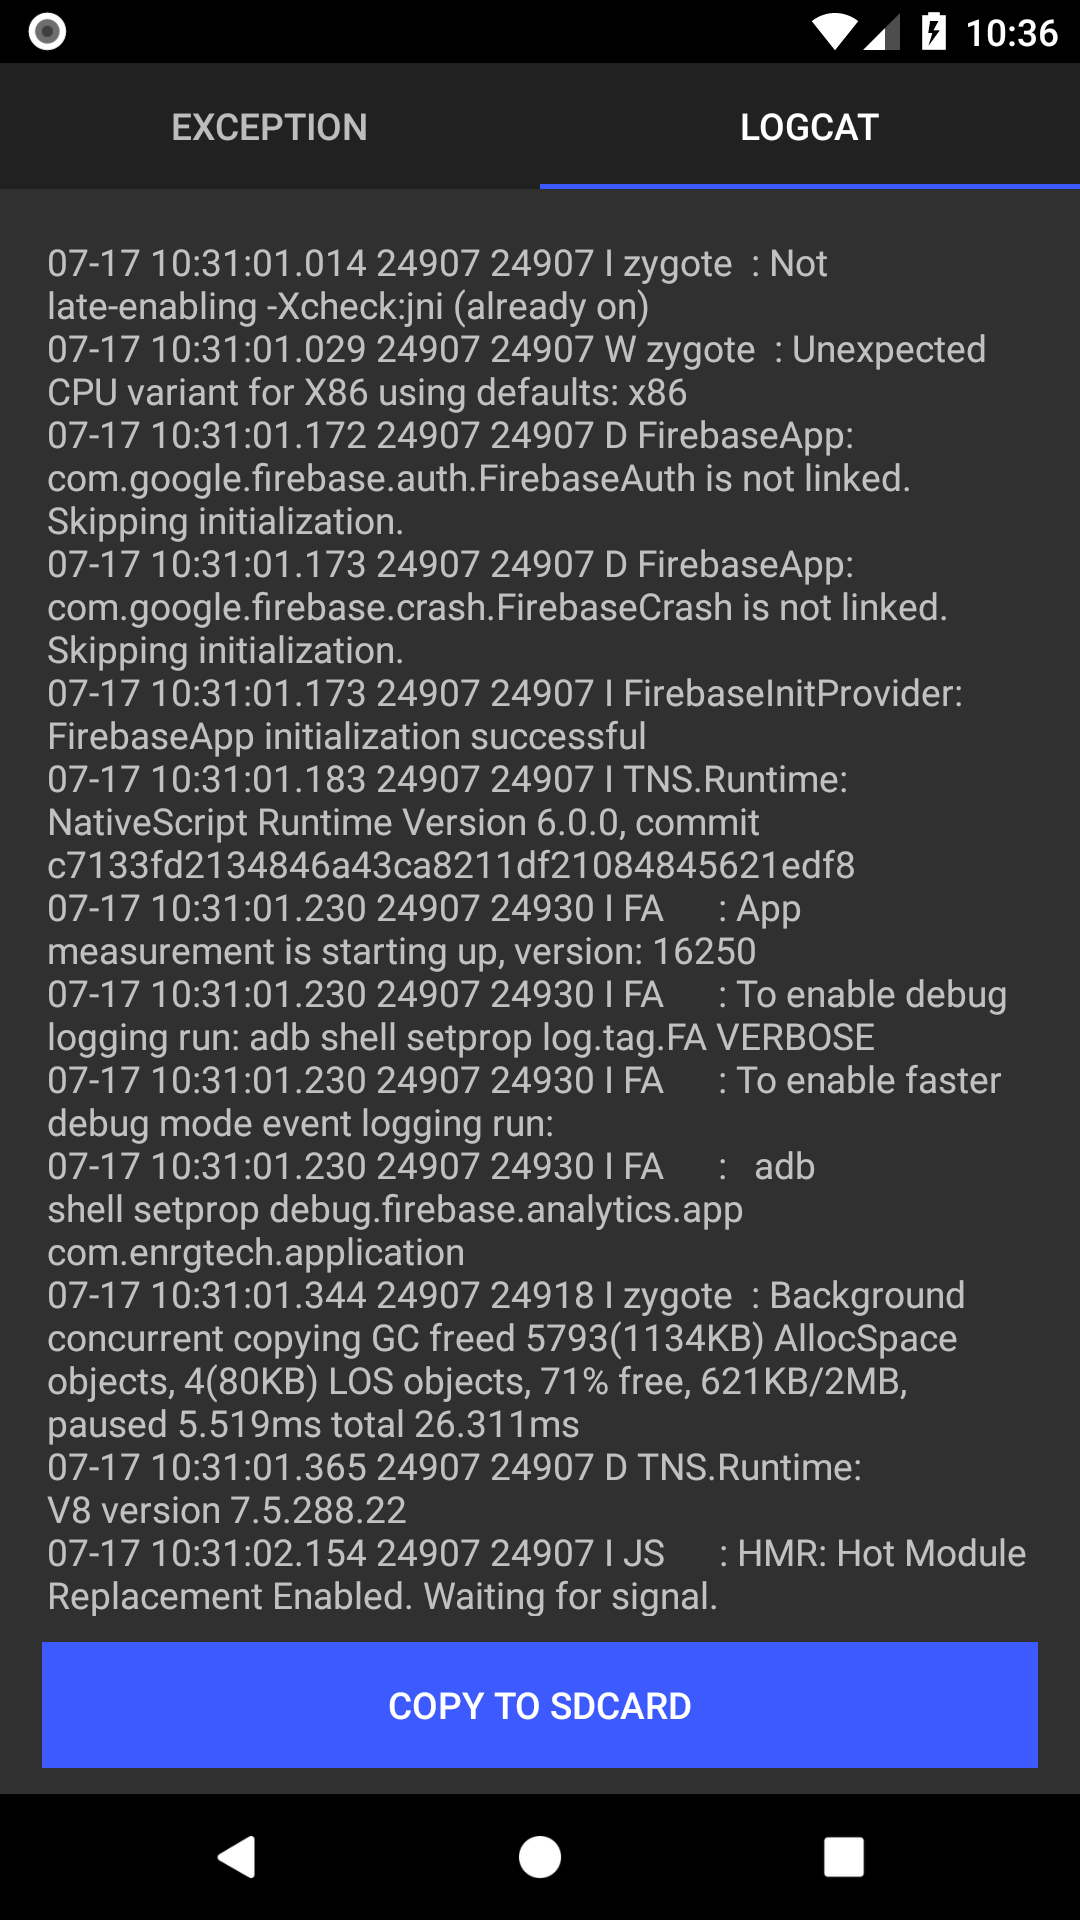 10:36
EXCEPTION LOGCAT
07-17 10:31:01.014 24907 24907 I zygote  : Not
late-enabling -Xcheck:jni (already on)
07-17 10:31:01.029 24907 24907 W zygote  : Unexpected
CPU variant for X86 using defaults: x86
07-17 10:31:01.172 24907 24907 D FirebaseApp:
com.google.firebase.auth.FirebaseAuth is not linked.
Skipping initialization.
07-17 10:31:01.173 24907 24907 D FirebaseApp:
com.google.firebase.crash.FirebaseCrash is not linked.
Skipping initialization.
07-17 10:31:01.173 24907 24907 I FirebaseInitProvider:
FirebaseApp initialization successful
07-17 10:31:01.183 24907 24907 I TNS.Runtime:
NativeScript Runtime Version 6.0.0, commit
c7133fd2134846a43ca8211df21084845621edf8
07-17 10:31:01.230 24907 24930 I FA      : App
measurement is starting up, version: 16250
07-17 10:31:01.230 24907 24930 I FA      : To enable debug
logging run: adb shell setprop log.tag.FA VERBOSE
07-17 10:31:01.230 24907 24930 I FA      : To enable faster
debug mode event logging run:
07-17 10:31:01.230 24907 24930 I FA      :   adb
shell setprop debug.firebase.analytics.app
com.enrgtech.application
07-17 10:31:01.344 24907 24918 I zygote  : Background
concurrent copying GC freed 5793(1134KB) AllocSpace
objects, 4(80KB) LOS objects, 71% free, 621KB/2MB,
paused 5.519ms total 26.311ms
07-17 10:31:01.365 24907 24907 D TNS.Runtime:
V8 version 7.5.288.22
07-17 10:31:02.154 24907 24907 I JS      : HMR: Hot Module
Replacement Enabled. Waiting for signal.
COPY TO SDCARD